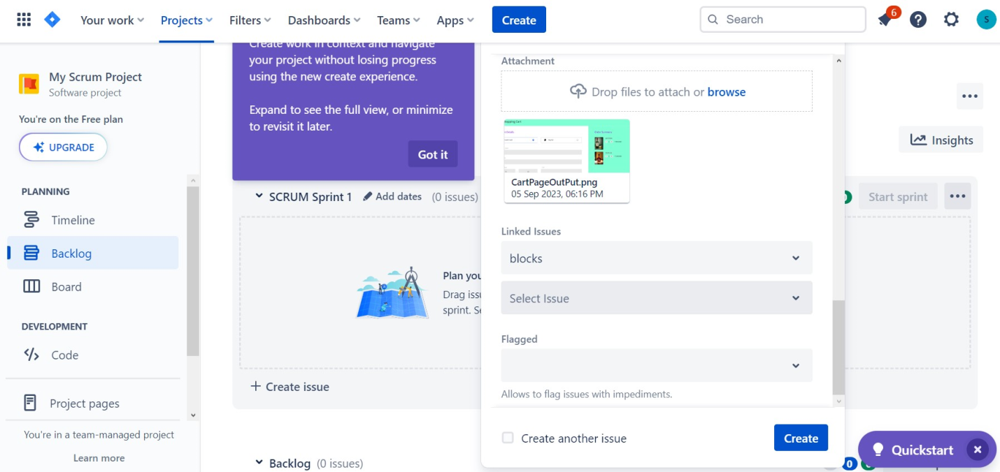 Your work
Projects
Filters
Dashboards
Teams
Apps
Create
Search
6
S
My Scrum Project
Software project
You're on the Free plan
UPGRADE
PLANNING
Timeline
Backlog
Board
DEVELOPMENT
Code
Project pages
You're in a team-managed project
Learn more
Create work in context and navigate
your project without losing progress
using the new create experience.
Expand to see the full view, or minimize
to revisit it later.
Got it
SCRUM Sprint 1
Add dates
(0 issues)
Plan you
Drag issu
sprint. Se
+ Create issue
Backlog (0 issues)
Attachment
Drop files to attach or browse
CartPageOutPut.png
05 Sep 2023, 06:16 PM
Linked Issues
blocks
Select Issue
Flagged
Allows to flag issues with impediments.
Create another issue
Create
Insights
Start sprint
Quickstart
0